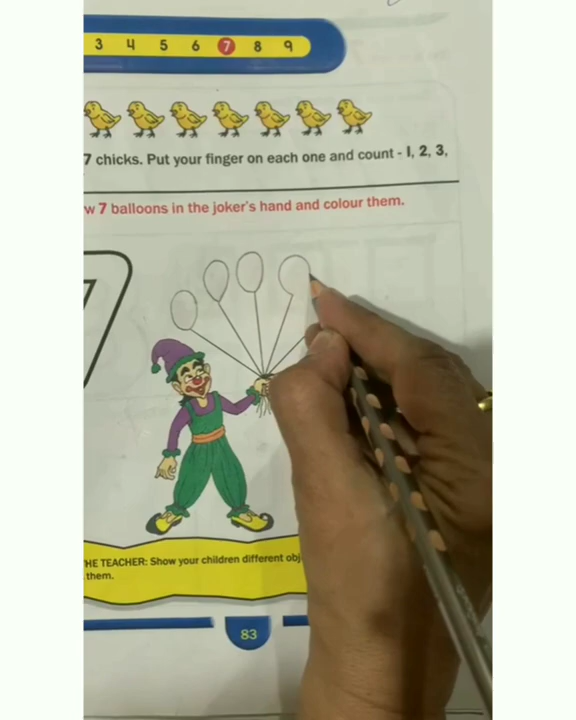 3 4 5 6 7 8 9
7 chicks. Put your finger on each one and count - 1, 2, 3,
w 7 balloons in the joker's hand and colour them.
HE TEACHER: Show your children different obj
them.
83